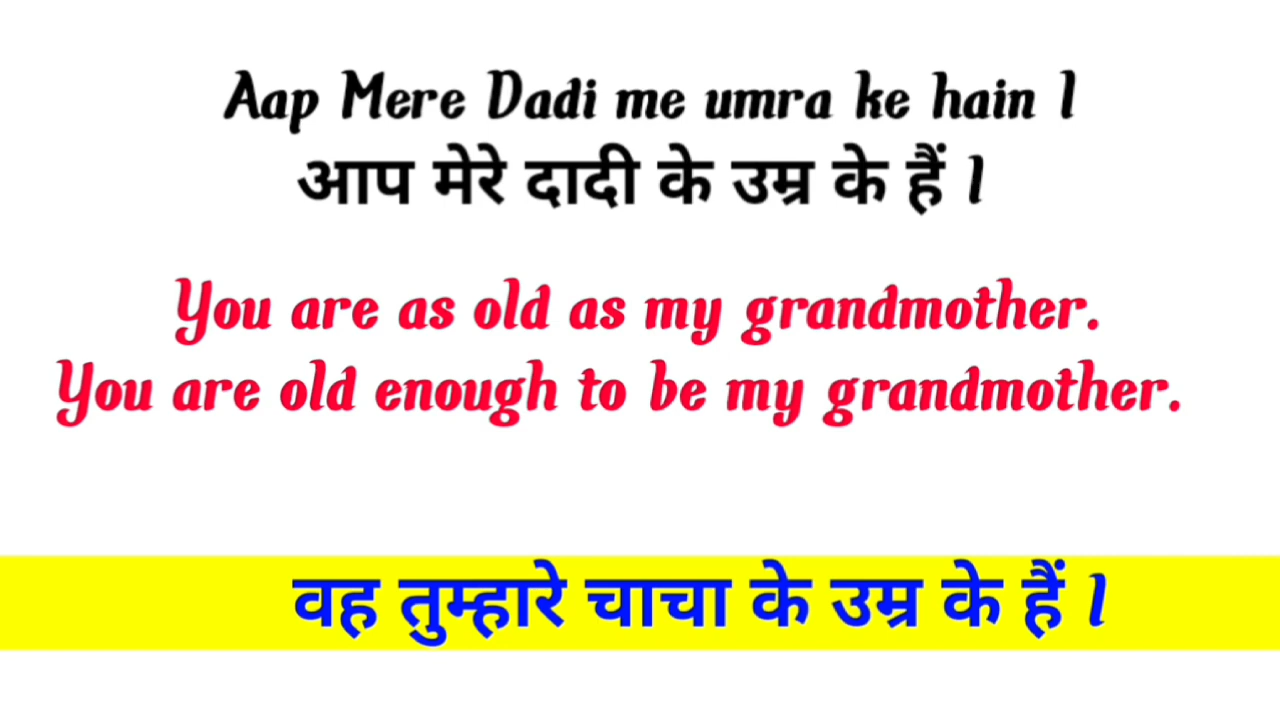 Aap Mere Dadi me umra ke hain l
आप मेरे दादी के उम्र के हैं l
You are as old as my grandmother.
You are old enough to be my grandmother.
वह तुम्हारे चाचा के उम्र के हैं l